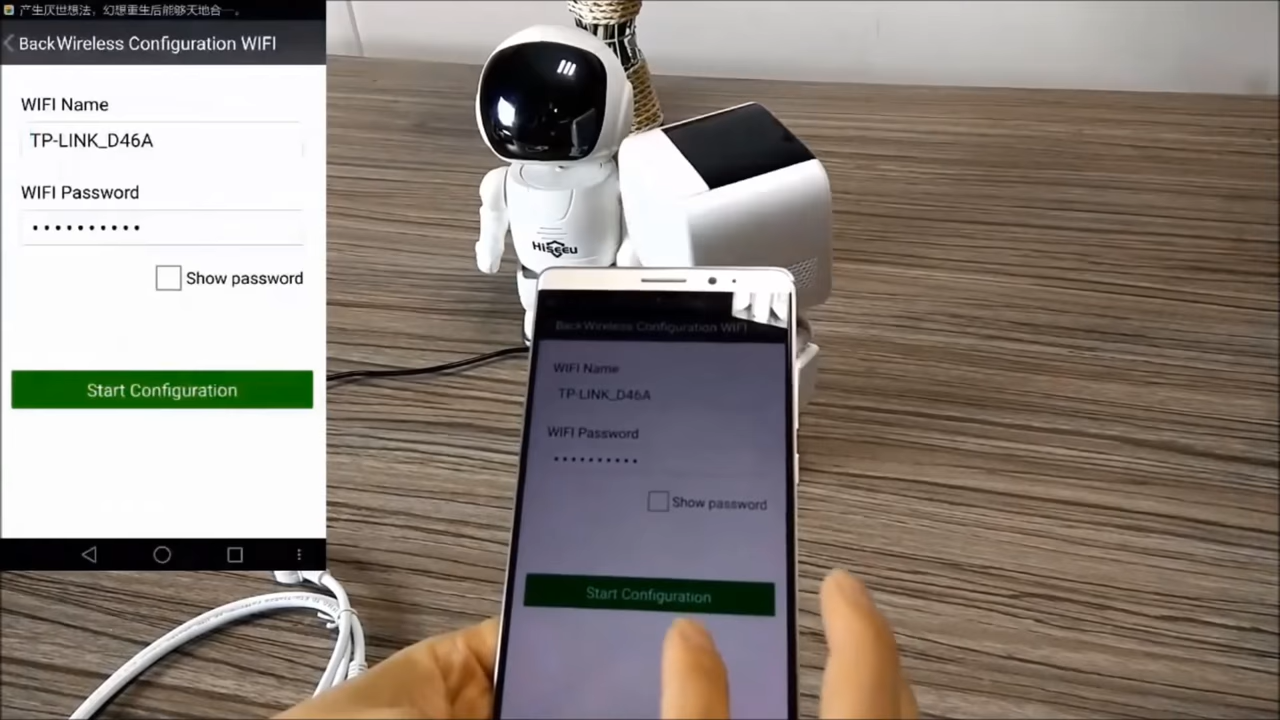 产生厌世想法，幻想重生后能够天地合一。
BackWireless Configuration WIFI
WIFI Name
TP-LINK_D46A
WIFI Password
••••••••••
Show password
Start Configuration
HISEEU
BackWireless Configuration WIFI
WIFI Name
TP-LINK_D46A
WIFI Password
••••••••••
Show password
Start Configuration